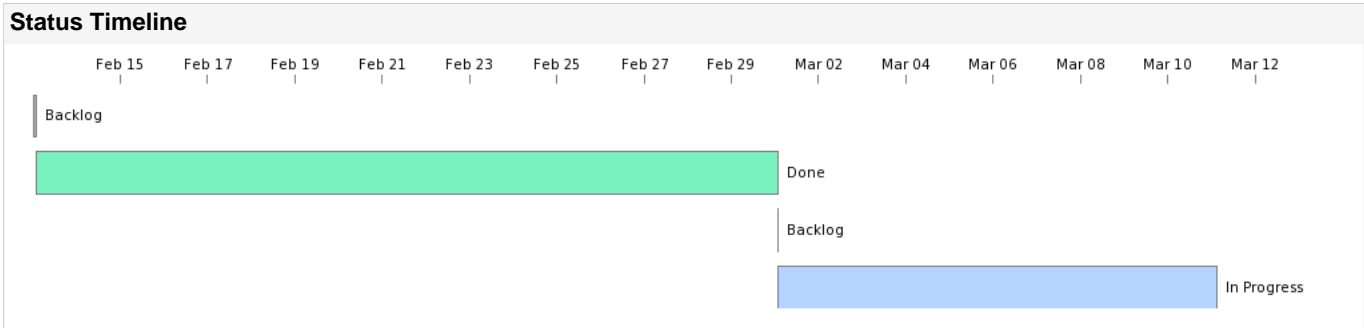 Status Timeline
Feb 15 Feb 17 Feb 19 Feb 21 Feb 23 Feb 25 Feb 27 Feb 29 Mar 02 Mar 04 Mar 06 Mar 08 Mar 10 Mar 12
Backlog
Done
Backlog
In Progress